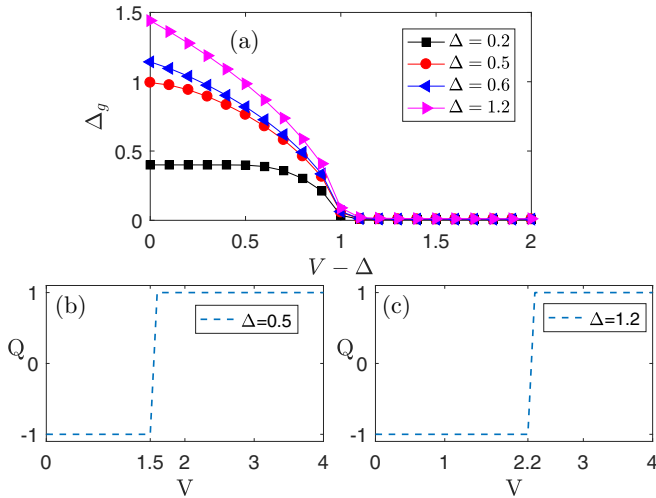 1.5
(a)
Δ = 0.2
Δ = 0.5
Δ = 0.6
Δ = 1.2
1
Δg
0.5
0
0 0.5 1 1.5 2
V − Δ
1 (b) Δ=0.5
Q 0
-1
0 1.5 2 3 4
V
1 (c) Δ=1.2
Q 0
-1
0 1 2.2 3 4
V